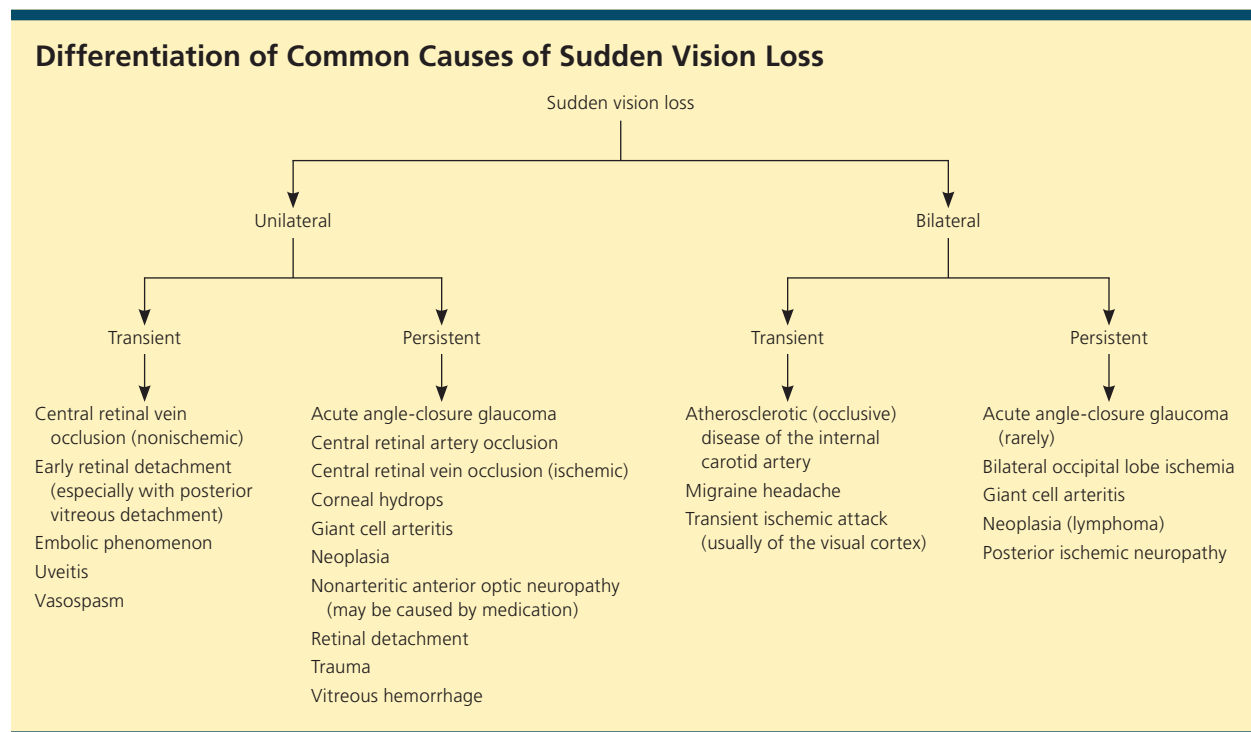 Differentiation of Common Causes of Sudden Vision Loss
Sudden vision loss
Unilateral
Bilateral
Transient
Persistent
Transient
Persistent
Central retinal vein
occlusion (nonischemic)
Early retinal detachment
(especially with posterior
vitreous detachment)
Embolic phenomenon
Uveitis
Vasospasm
Acute angle-closure glaucoma
Central retinal artery occlusion
Central retinal vein occlusion (ischemic)
Corneal hydrops
Giant cell arteritis
Neoplasia
Nonarteritic anterior optic neuropathy
(may be caused by medication)
Retinal detachment
Trauma
Vitreous hemorrhage
Atherosclerotic (occlusive)
disease of the internal
carotid artery
Migraine headache
Transient ischemic attack
(usually of the visual cortex)
Acute angle-closure glaucoma
(rarely)
Bilateral occipital lobe ischemia
Giant cell arteritis
Neoplasia (lymphoma)
Posterior ischemic neuropathy